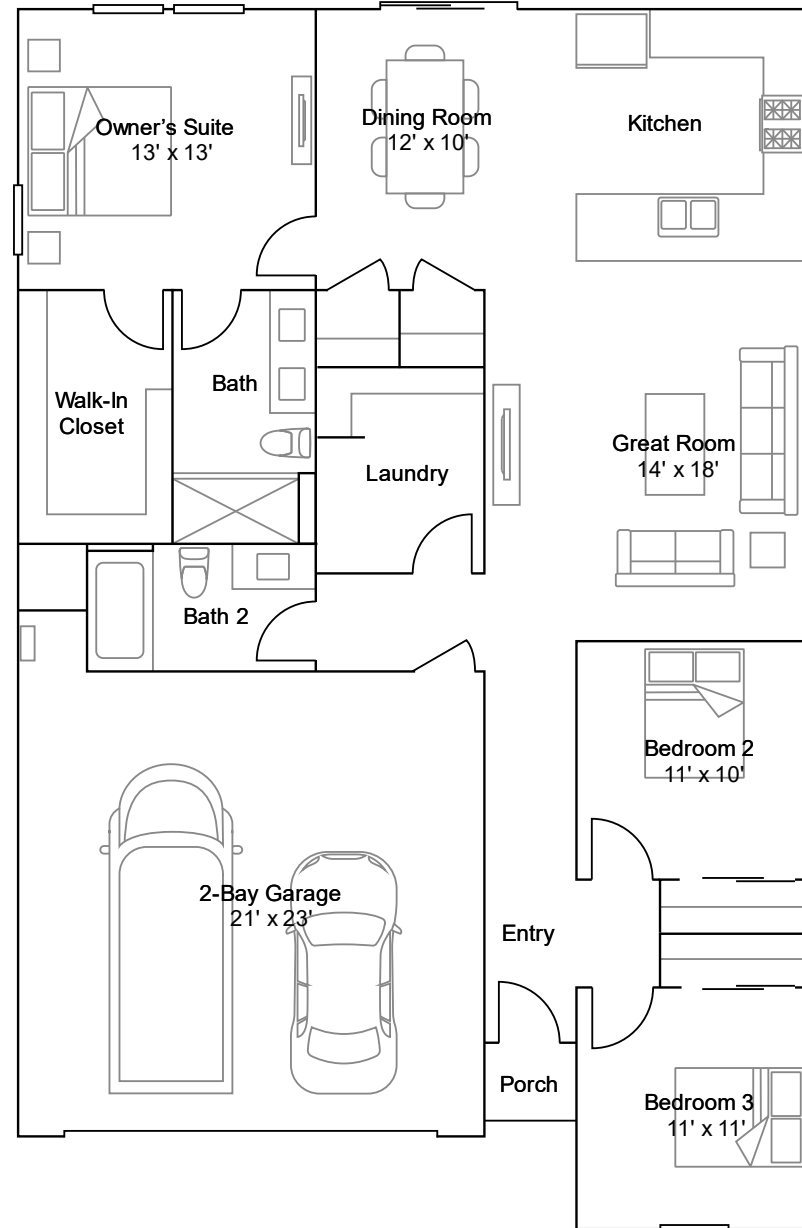 Owner’s Suite
13' x 13'
Dining Room
12' x 10'
Kitchen
Walk-In
Closet
Bath
Laundry
Great Room
14' x 18'
Bath 2
Bedroom 2
11' x 10'
2-Bay Garage
21' x 23'
Entry
Porch
Bedroom 3
11' x 11'